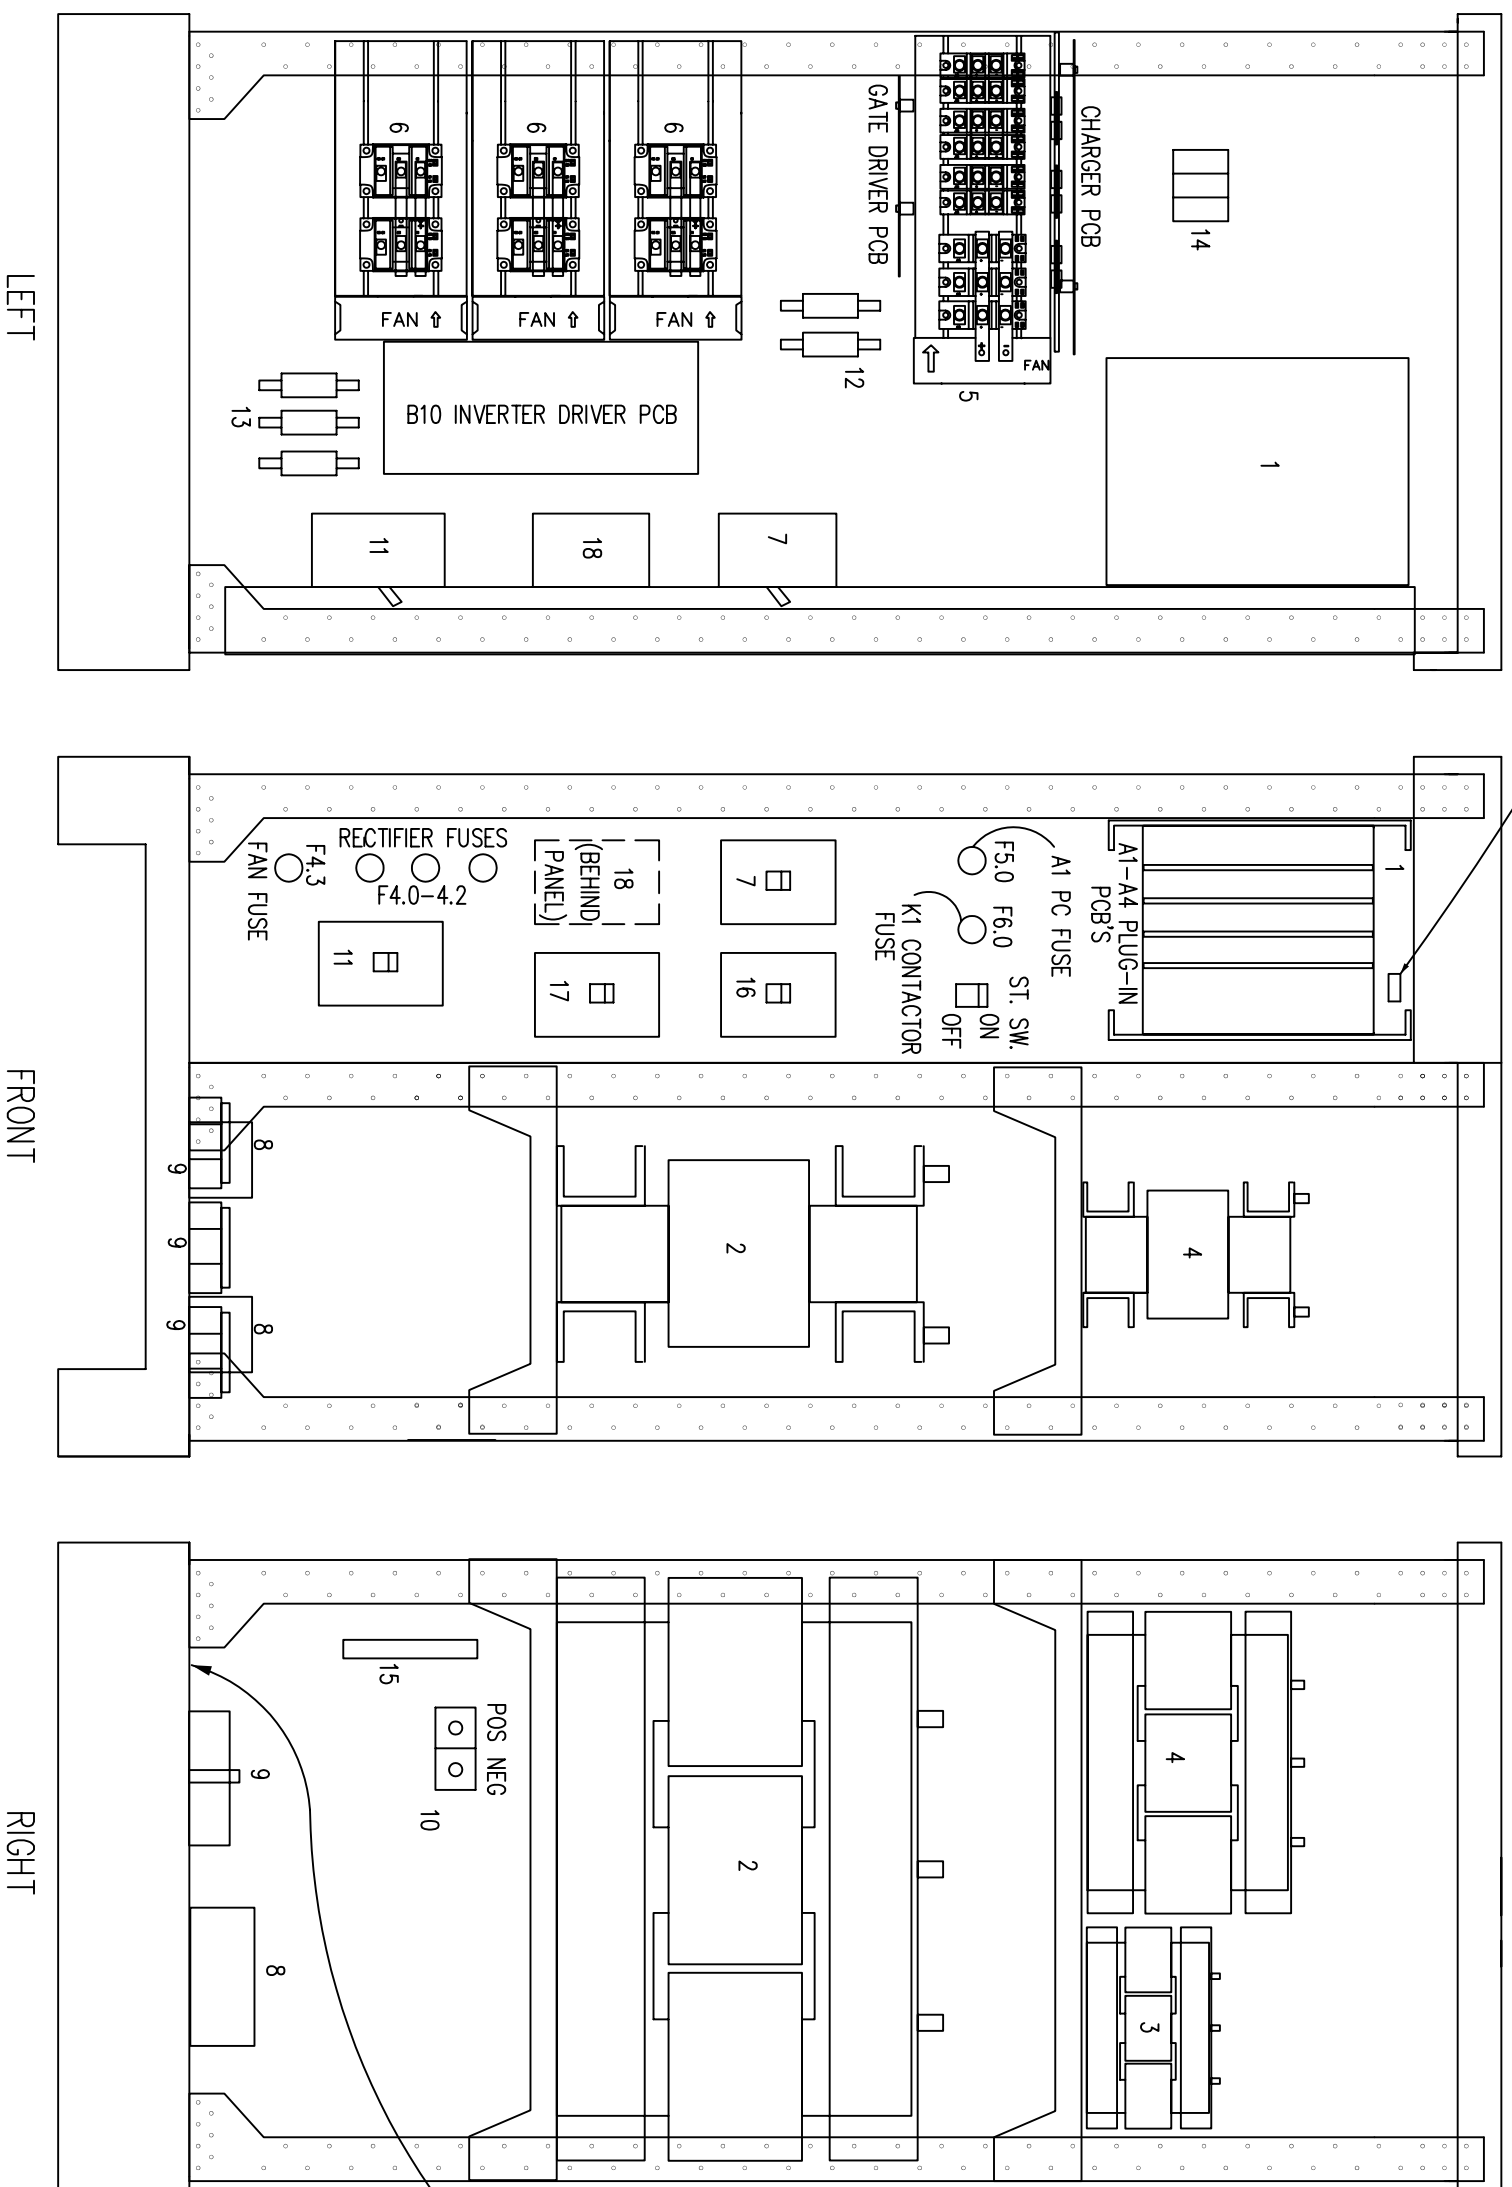 LEFT
6
6
6
FAN
FAN
FAN
B10 INVERTER DRIVER PCB
GATE DRIVER PCB
CHARGER PCB
FAN
+
-
5
14
12
13
1
11
18
7
FRONT
FAN FUSE
F4.3
RECTIFIER FUSES
F4.0-4.2
11
18
(BEHIND
PANEL)
17
7
16
F5.0
F6.0
A1 PC FUSE
K1 CONTACTOR
FUSE
ST. SW.
ON
OFF
1
A1-A4 PLUG-IN
PCB'S
8
9
9
8
9
2
4
RIGHT
15
POS NEG
10
9
8
2
4
3